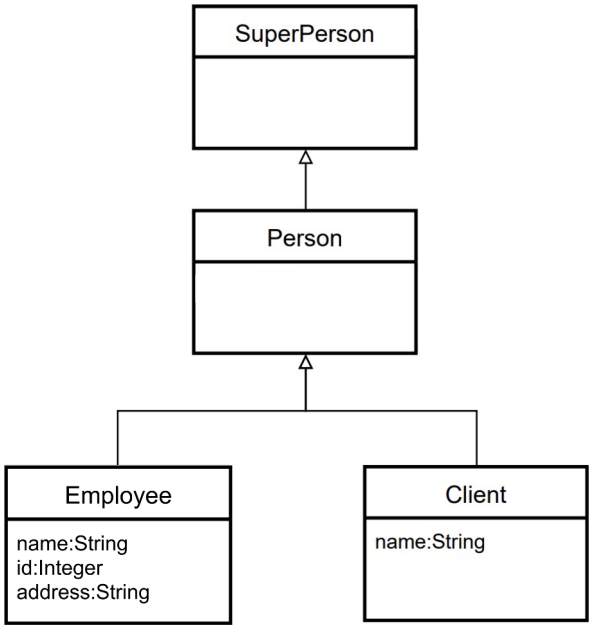 SuperPerson
Person
Employee
name:String
id:Integer
address:String
Client
name:String